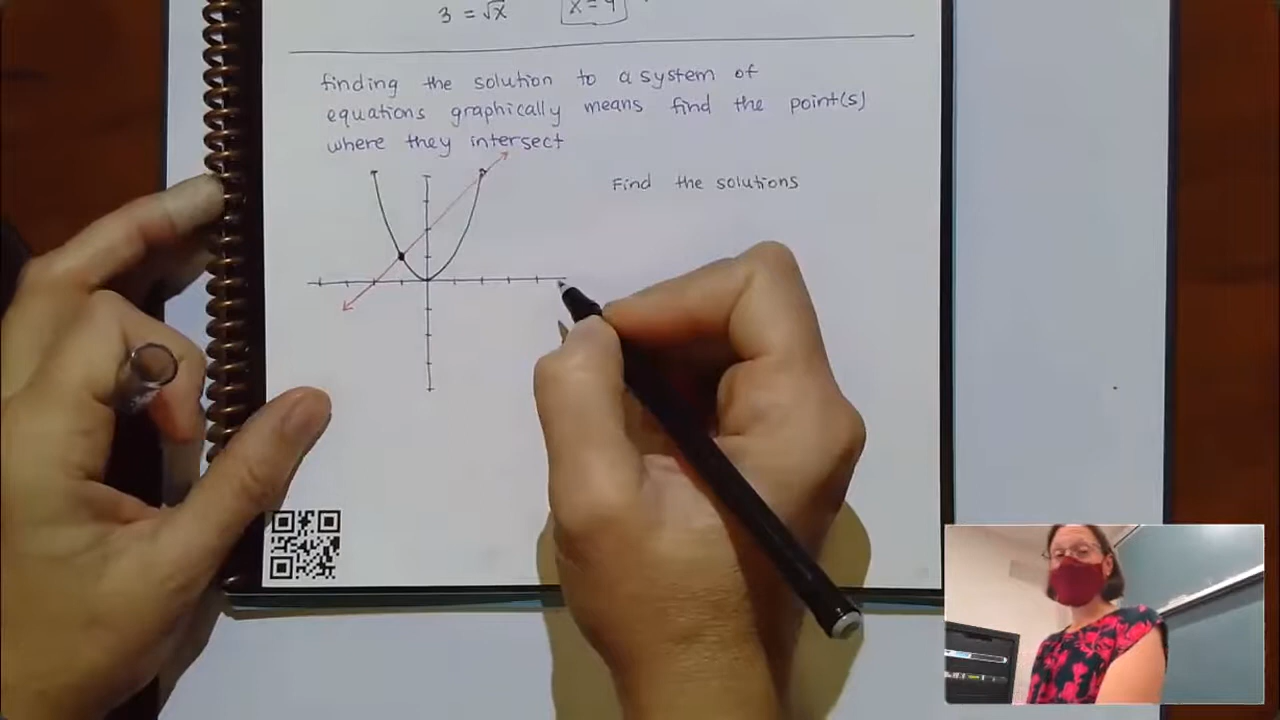 3 = √x x = 9
finding the solution to a system of
equations graphically means find the point(s)
where they intersect
Find the solutions